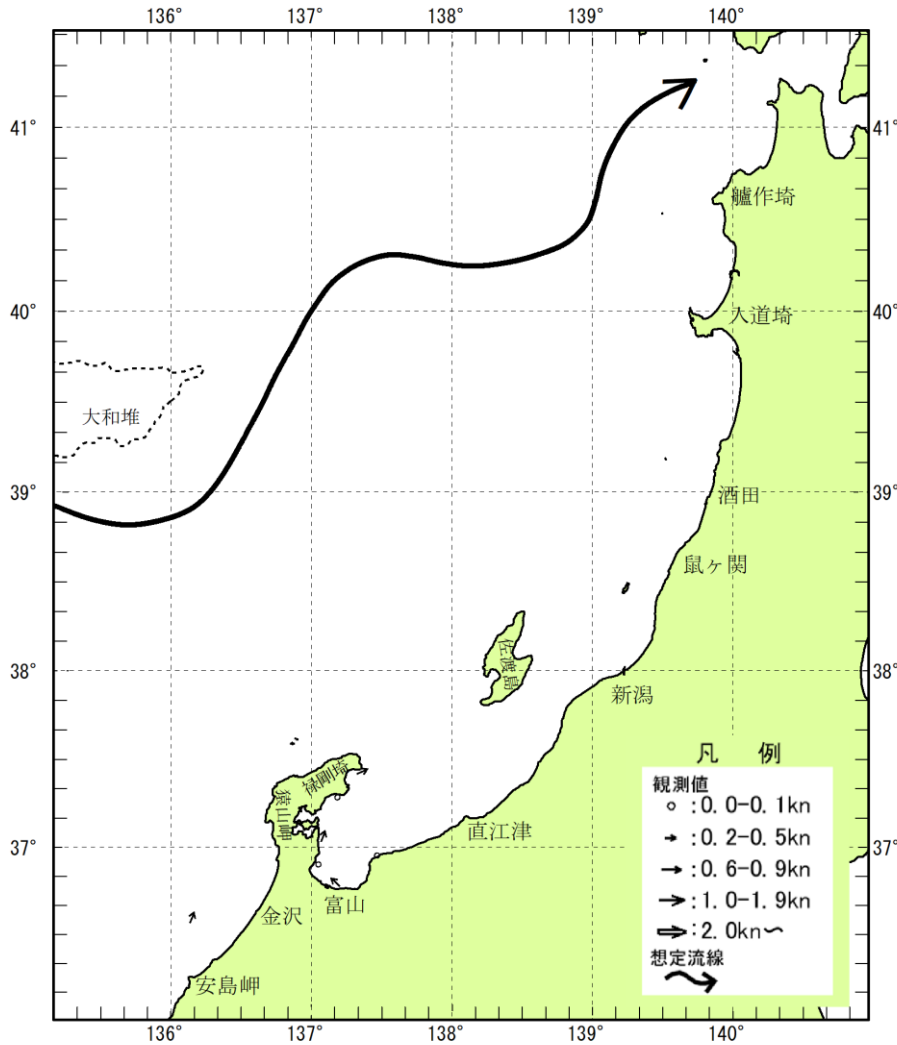 136° 137° 138° 139° 140°
41° 41°
艫作埼
40° 入道埼 40°
大和堆
39° 酒田 39°
鼠ヶ関
佐渡島
38° 38°
新潟
凡 例
禄剛埼
観測値
猿山岬
○:0.0-0.1kn
直江津
:0.2-0.5kn
37° 37°
:0.6-0.9kn
富山
金沢
:1.0-1.9kn
:2.0kn~
想定流線
安島岬
136° 137° 138° 139° 140°